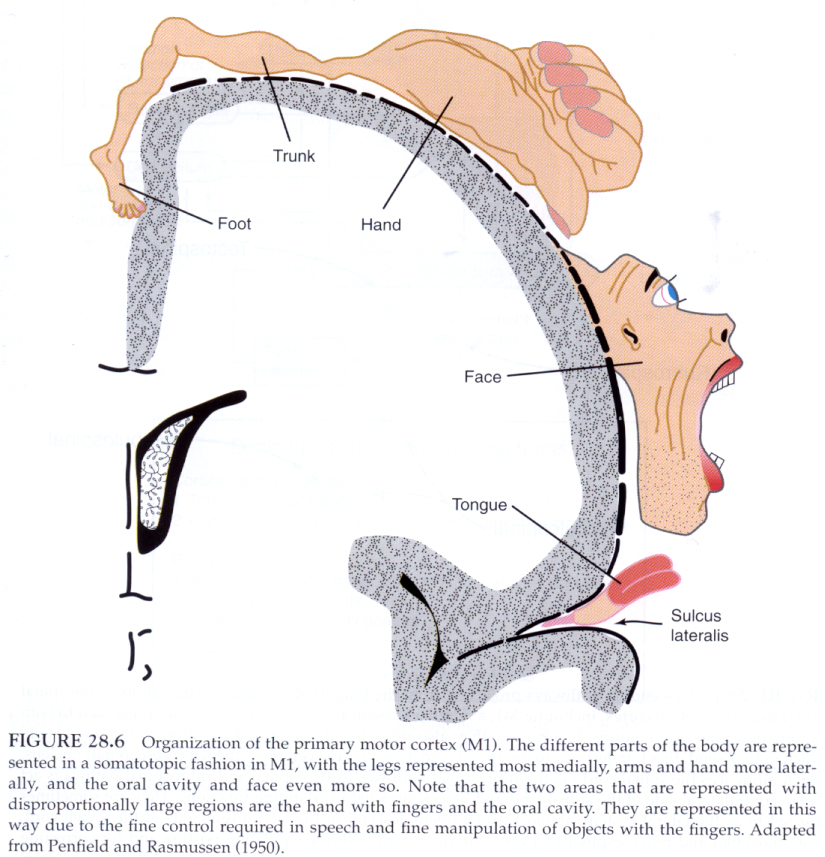 Trunk
Foot
Hand
Face
Tongue
Sulcus
lateralis
FIGURE 28.6 Organization of the primary motor cortex (M1). The different parts of the body are repre-
sented in a somatotopic fashion in M1, with the legs represented most medially, arms and hand more later-
ally, and the oral cavity and face even more so. Note that the two areas that are represented with
disproportionally large regions are the hand with fingers and the oral cavity. They are represented in this
way due to the fine control required in speech and fine manipulation of objects with the fingers. Adapted
from Penfield and Rasmussen (1950).